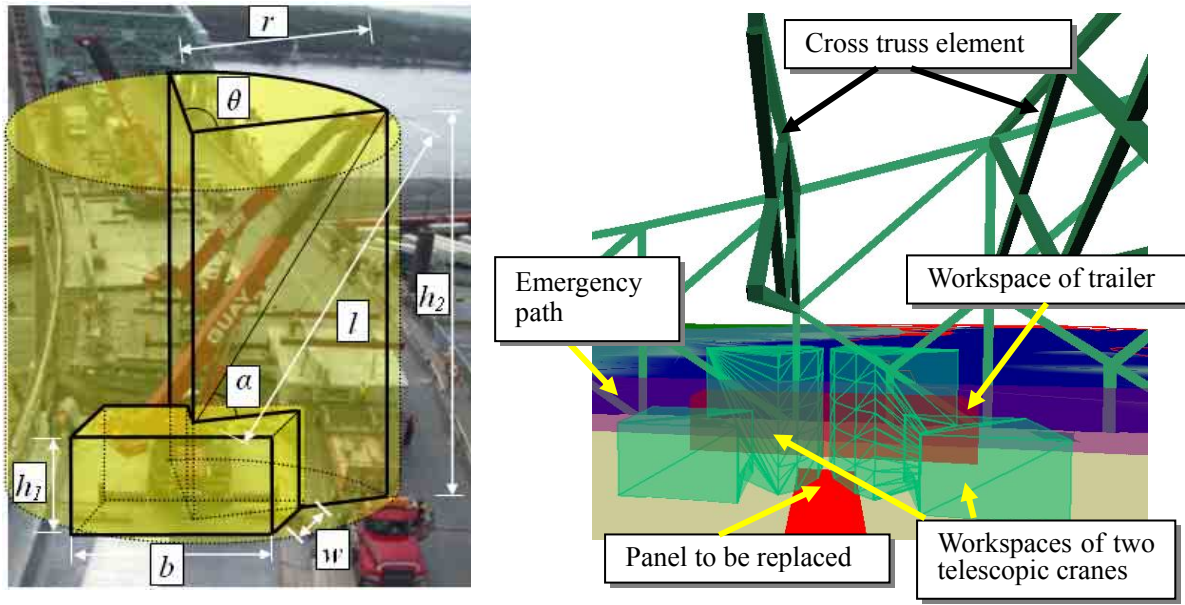 r
θ
h2
l
α
h1
w
b
Cross truss element
Emergency
path
Workspace of trailer
Panel to be replaced
Workspaces of two
telescopic cranes